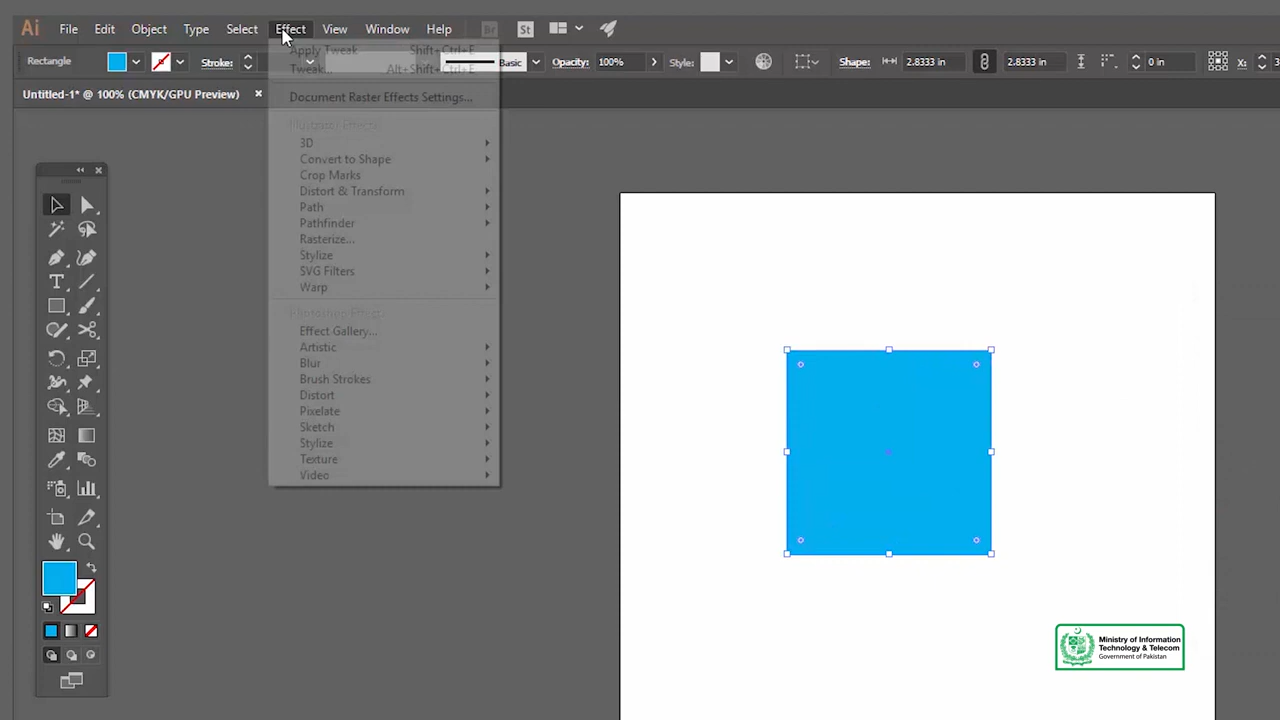 Ai File Edit Object Type Select Effect View Window Help Br St
Rectangle Stroke: Basic Opacity: 100% Style: Shape: 2.8333 in 2.8333 in 0 in X:
Untitled-1* @ 100% (CMYK/GPU Preview)
Apply Tweak Shift+Ctrl+E
Tweak... Alt+Shift+Ctrl+E
Document Raster Effects Settings...
Illustrator Effects
3D
Convert to Shape
Crop Marks
Distort & Transform
Path
Pathfinder
Rasterize...
Stylize
SVG Filters
Warp
Photoshop Effects
Effect Gallery...
Artistic
Blur
Brush Strokes
Distort
Pixelate
Sketch
Stylize
Texture
Video
Ministry of Information
Technology & Telecom
Government of Pakistan